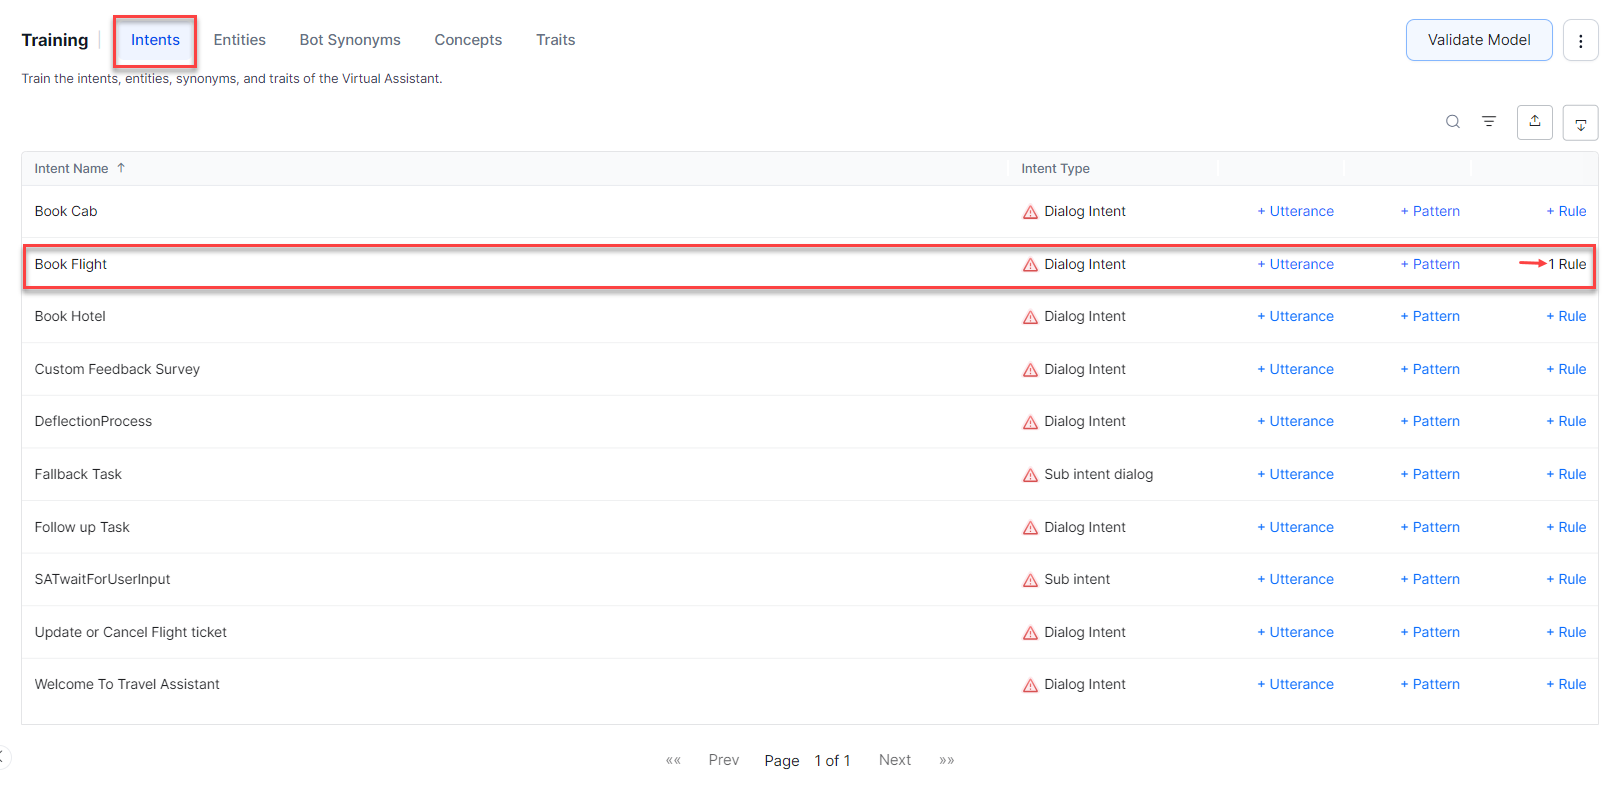 Training Intents Entities Bot Synonyms Concepts Traits Validate Model
Train the intents, entities, synonyms, and traits of the Virtual Assistant.
Intent Name ↑ Intent Type
Book Cab Dialog Intent + Utterance + Pattern + Rule
Book Flight Dialog Intent + Utterance + Pattern 1 Rule
Book Hotel Dialog Intent + Utterance + Pattern + Rule
Custom Feedback Survey Dialog Intent + Utterance + Pattern + Rule
DeflectionProcess Dialog Intent + Utterance + Pattern + Rule
Fallback Task Sub intent dialog + Utterance + Pattern + Rule
Follow up Task Dialog Intent + Utterance + Pattern + Rule
SATwaitForUserInput Sub intent + Utterance + Pattern + Rule
Update or Cancel Flight ticket Dialog Intent + Utterance + Pattern + Rule
Welcome To Travel Assistant Dialog Intent + Utterance + Pattern + Rule
«« Prev Page 1 of 1 Next »»